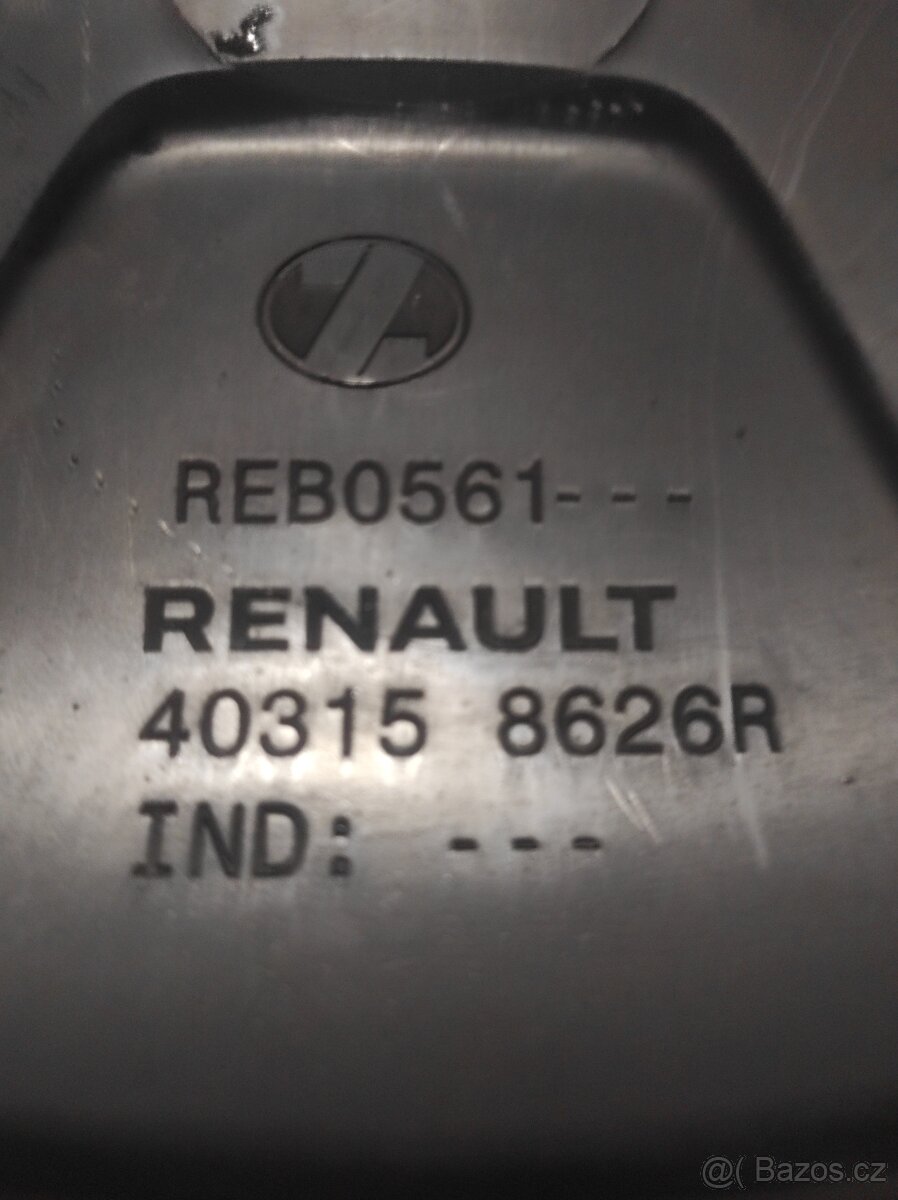 REB0561---
RENAULT
40315 8626R
IND: ---
@( Bazos.cz